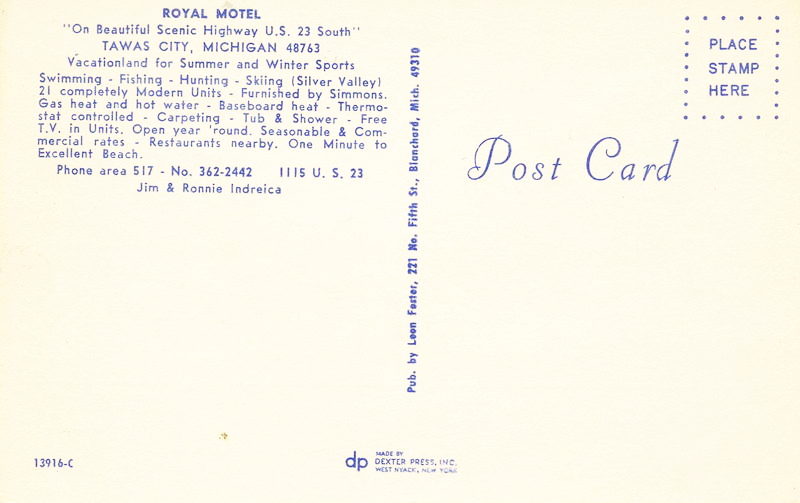 ROYAL MOTEL
"On Beautiful Scenic Highway U.S. 23 South"
TAWAS CITY, MICHIGAN 48763
Vacationland for Summer and Winter Sports
Swimming - Fishing - Hunting - Skiing (Silver Valley)
21 completely Modern Units - Furnished by Simmons.
Gas heat and hot water - Baseboard heat - Thermo-
stat controlled - Carpeting - Tub & Shower - Free
T.V. in Units. Open year 'round. Seasonable & Com-
mercial rates - Restaurants nearby. One Minute to
Excellent Beach.
Phone area 517 - No. 362-2442 1115 U. S. 23
Jim & Ronnie Indreica
13916-C
Pub. by Leon Foster, 221 No. Fifth St., Blanchard, Mich. 49310
dp
MADE BY
DEXTER PRESS, INC.
WEST NYACK, NEW YORK
PLACE
STAMP
HERE
Post Card